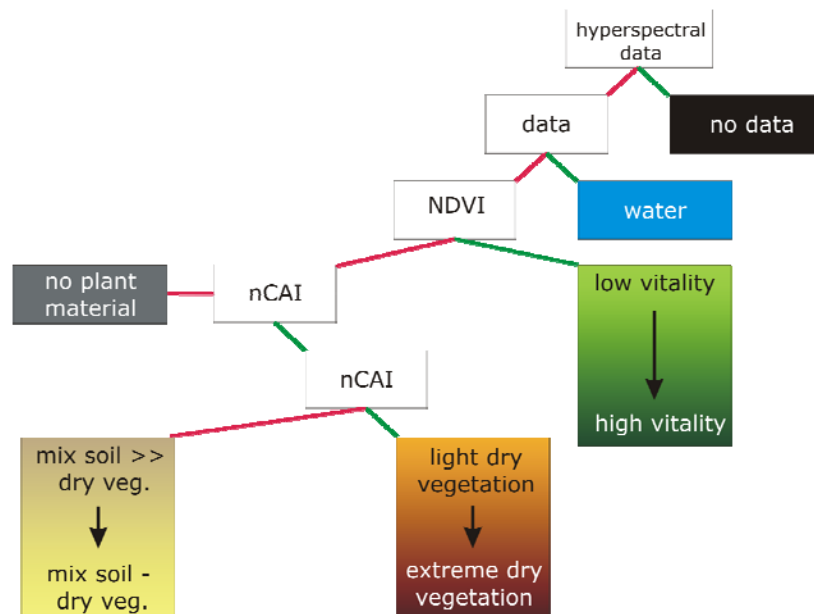 hyperspectral
data
data
no data
NDVI
water
no plant
material
nCAI
low vitality
nCAI
high vitality
mix soil >>
dry veg.
light dry
vegetation
mix soil -
dry veg.
extreme dry
vegetation